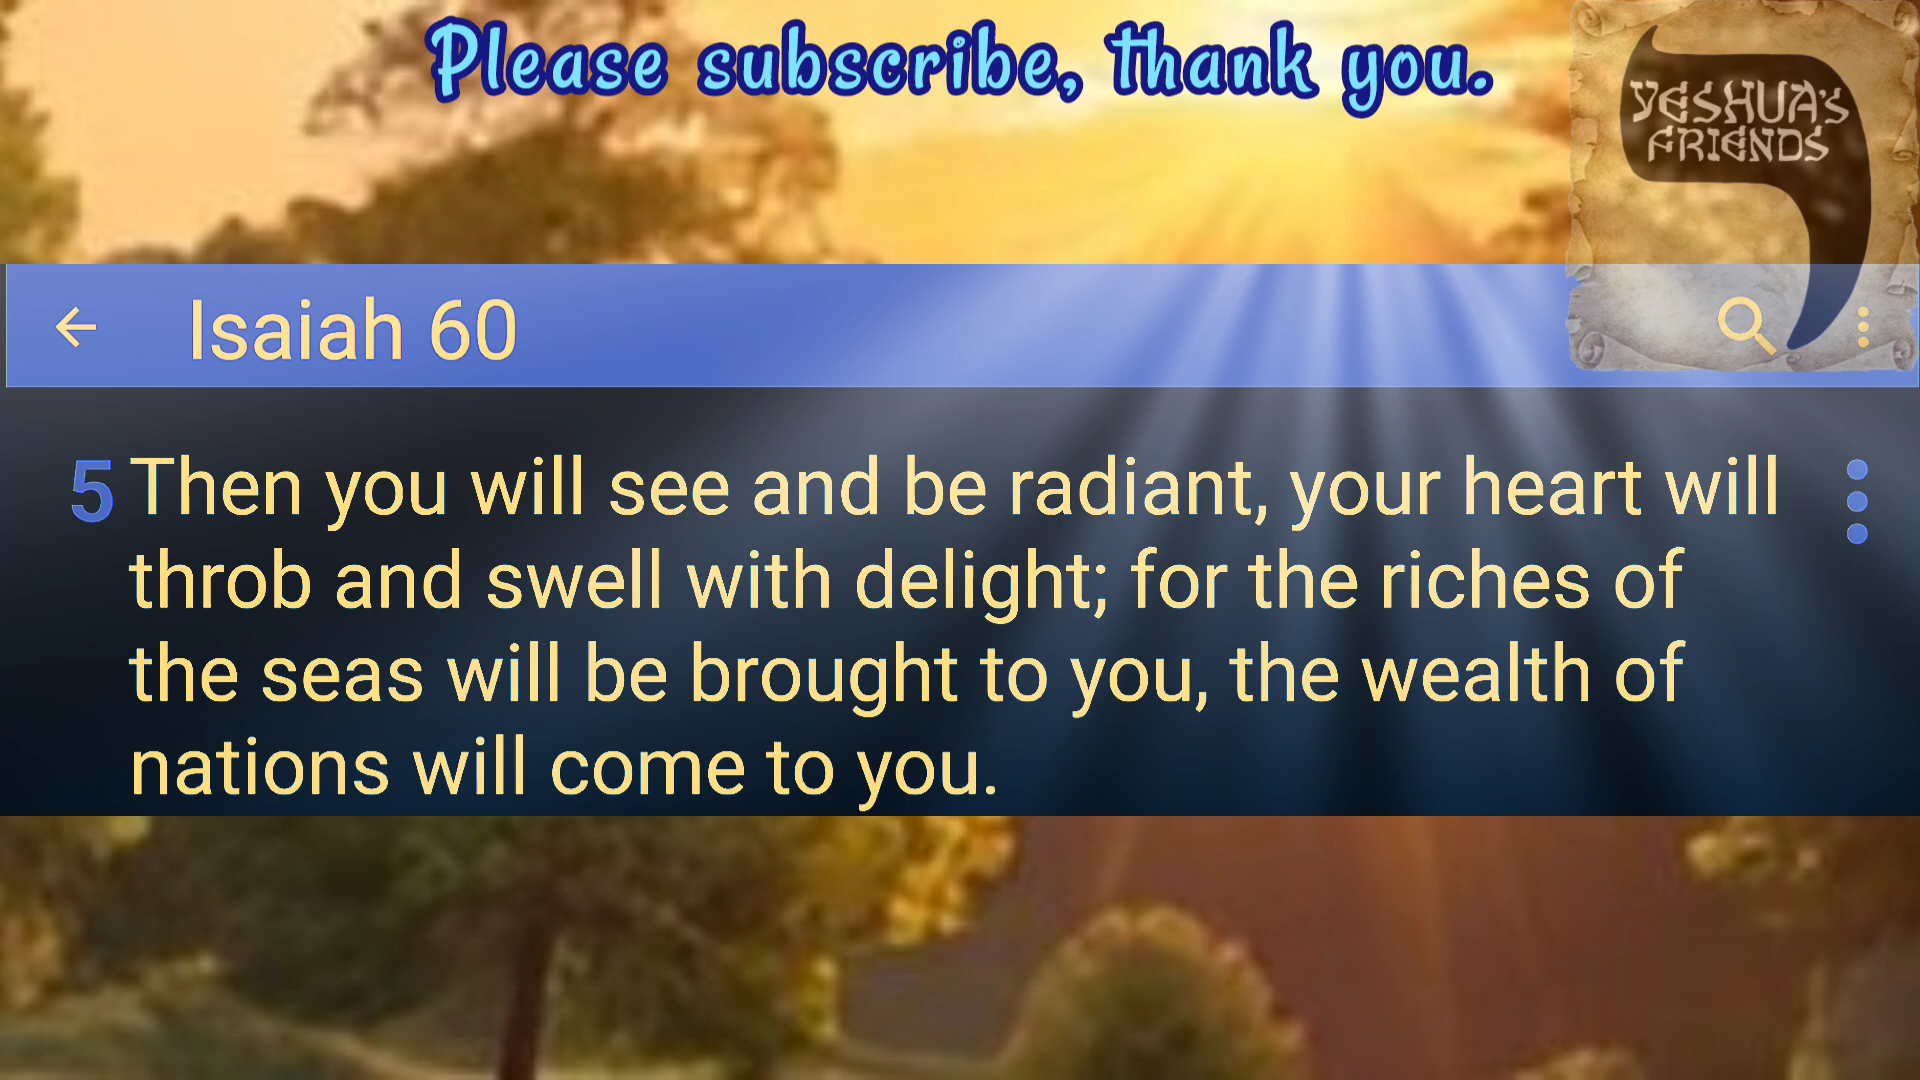 Please subscribe, thank you.
YESHUA'S
FRIENDS
Isaiah 60
5 Then you will see and be radiant, your heart will
throb and swell with delight; for the riches of
the seas will be brought to you, the wealth of
nations will come to you.